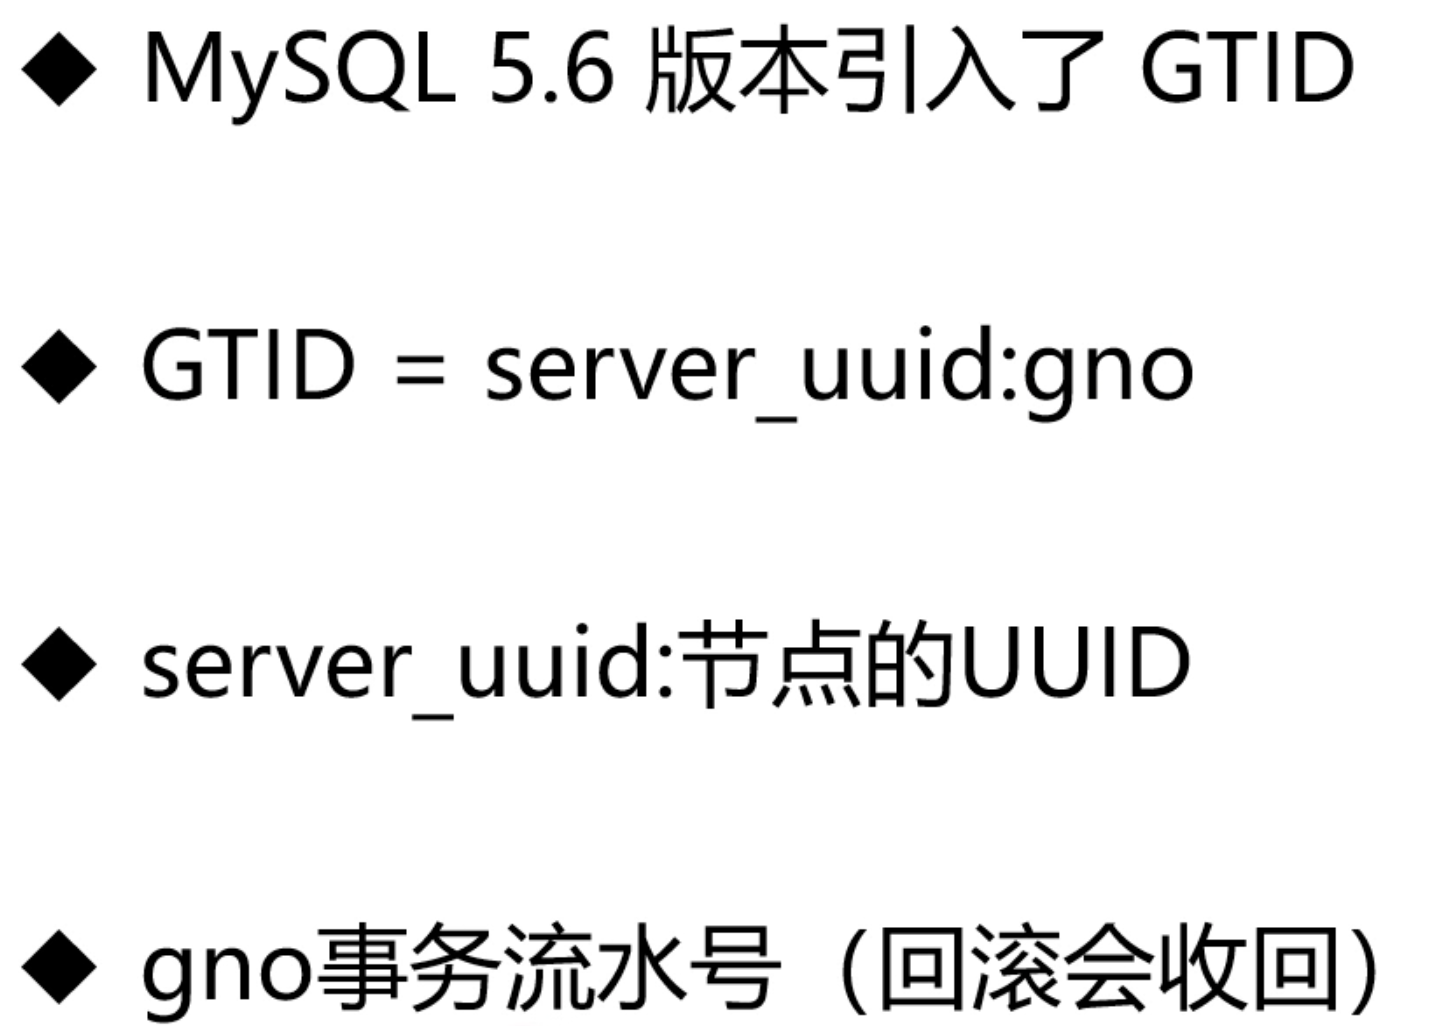 ◆ MySQL 5.6 版本引入了 GTID
◆ GTID = server_uuid:gno
◆ server_uuid:节点的UUID
◆ gno事务流水号（回滚会收回）